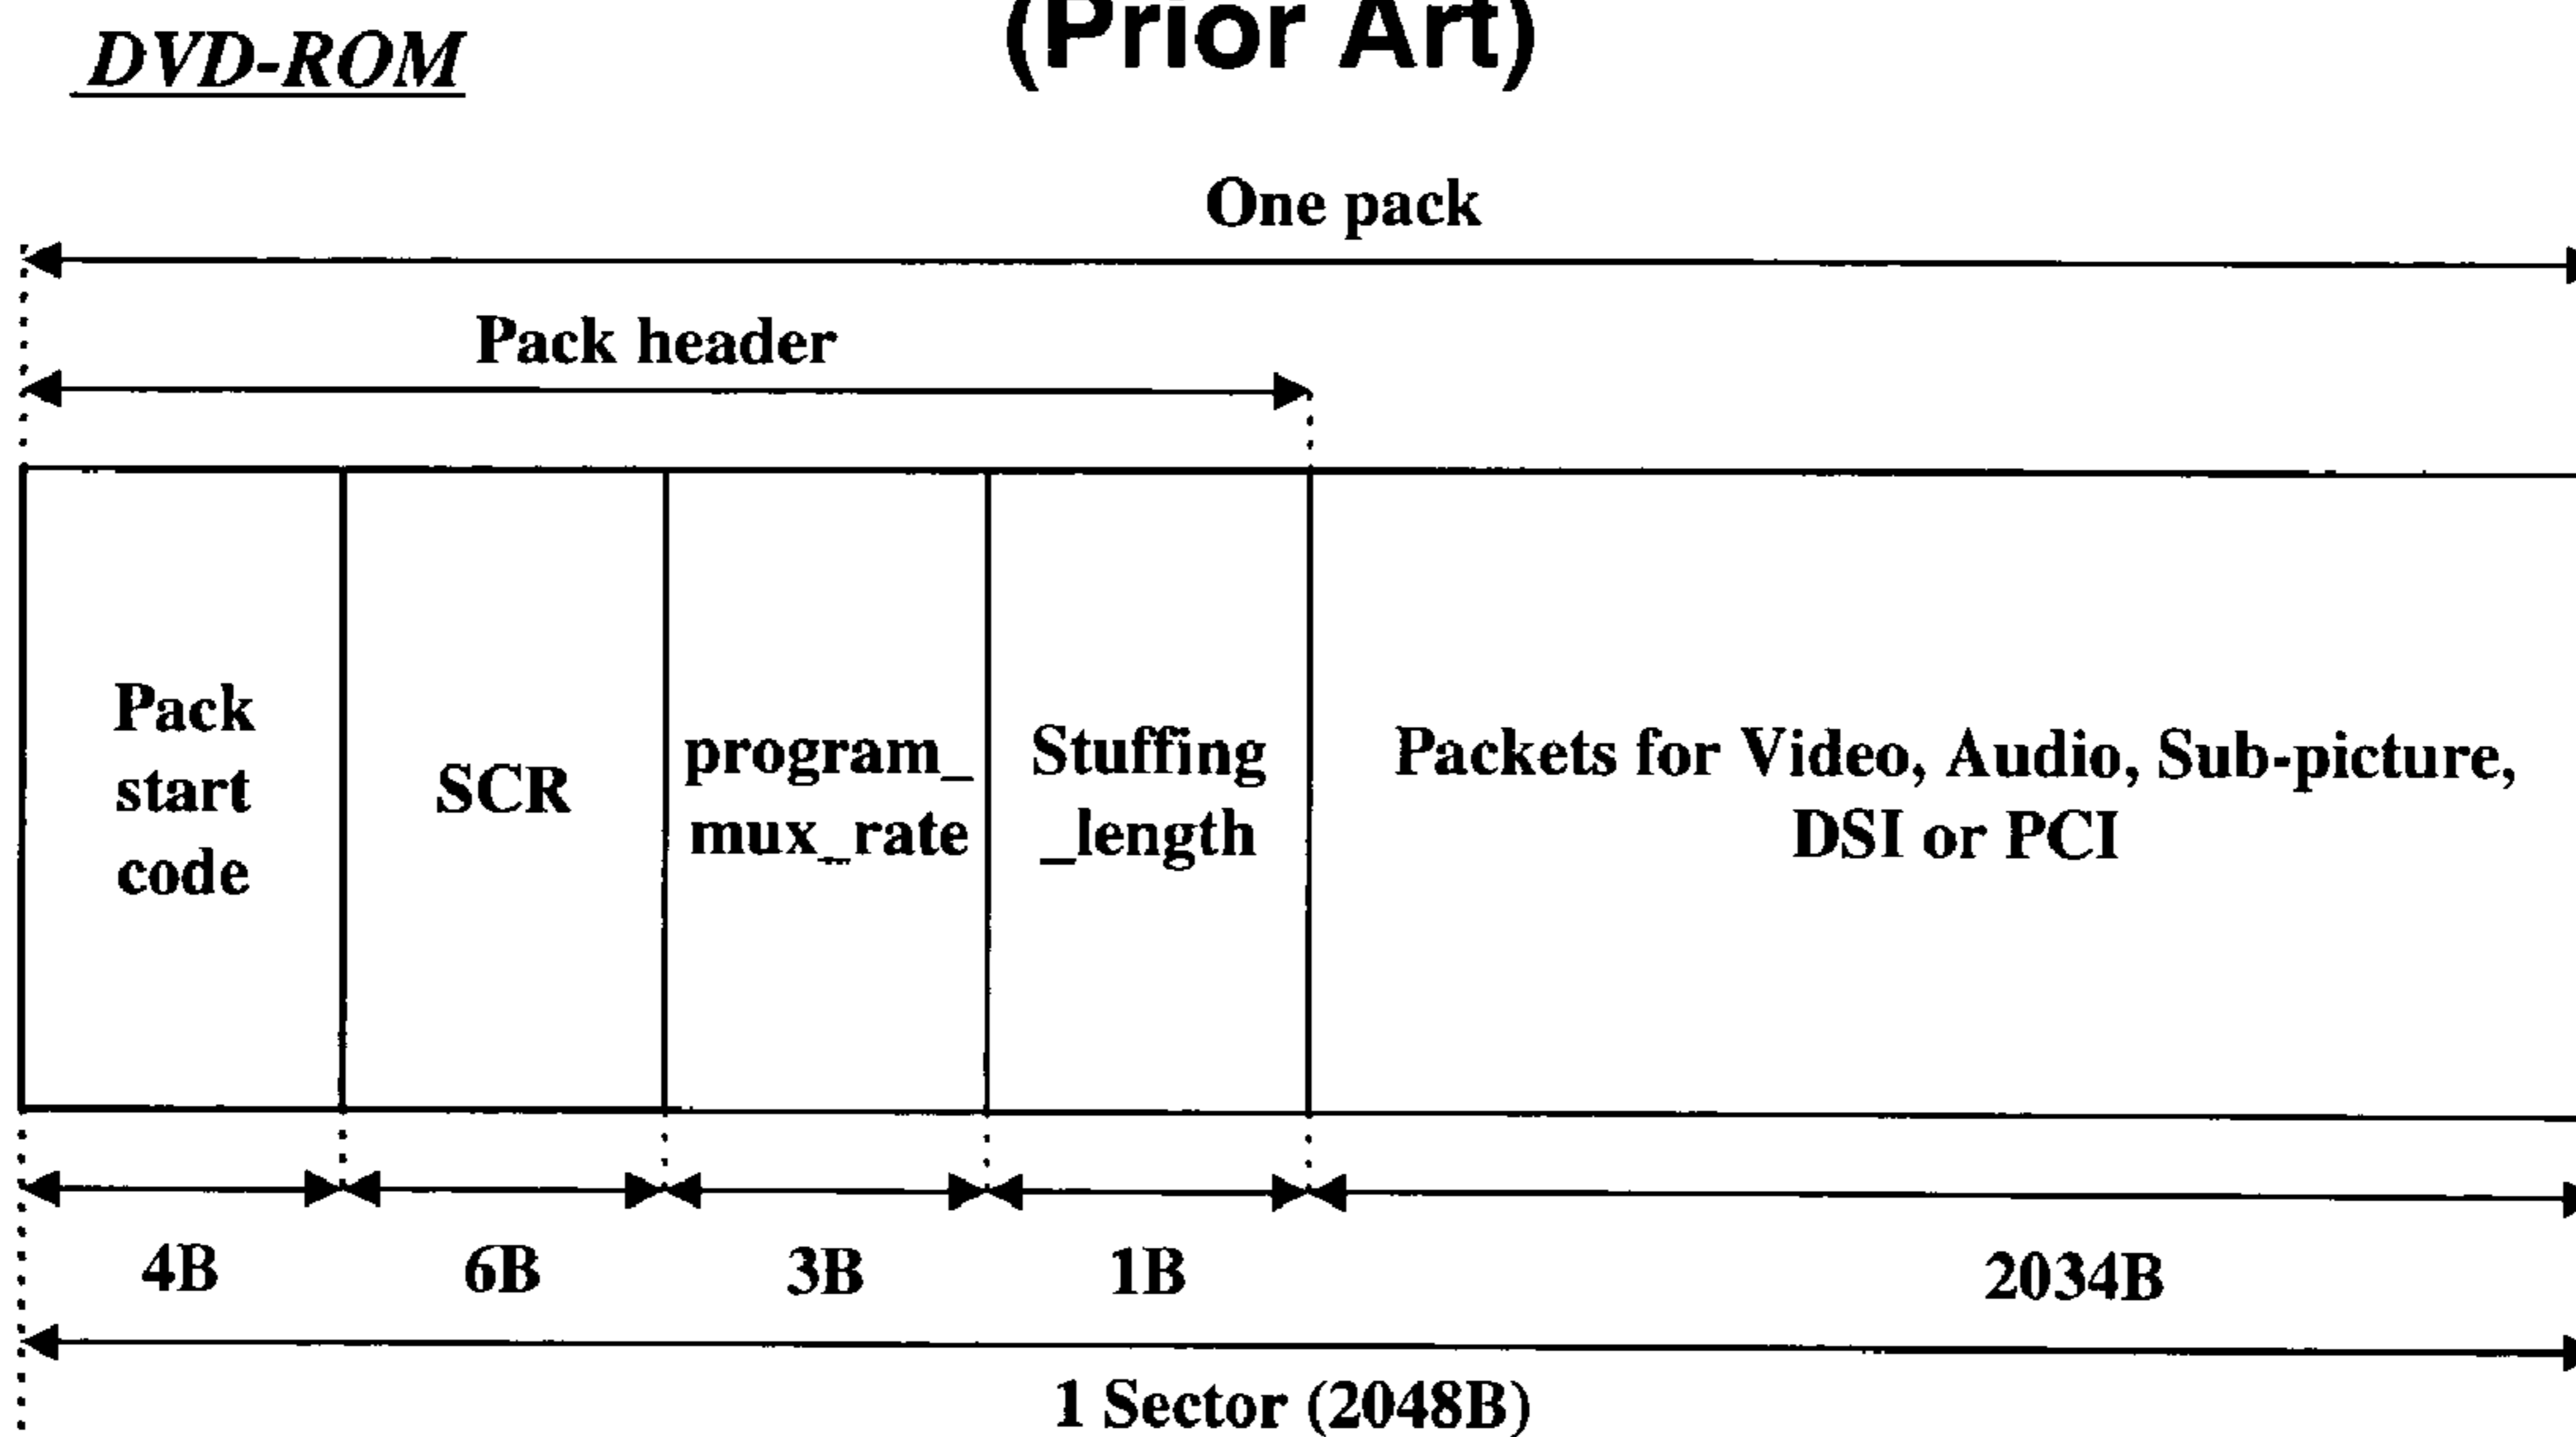 (Prior Art)
DVD-ROM
One pack
Pack header
Pack
start
code
SCR
program_
mux_rate
Stuffing
_length
Packets for Video, Audio, Sub-picture,
DSI or PCI
4B
6B
3B
1B
2034B
1 Sector (2048B)